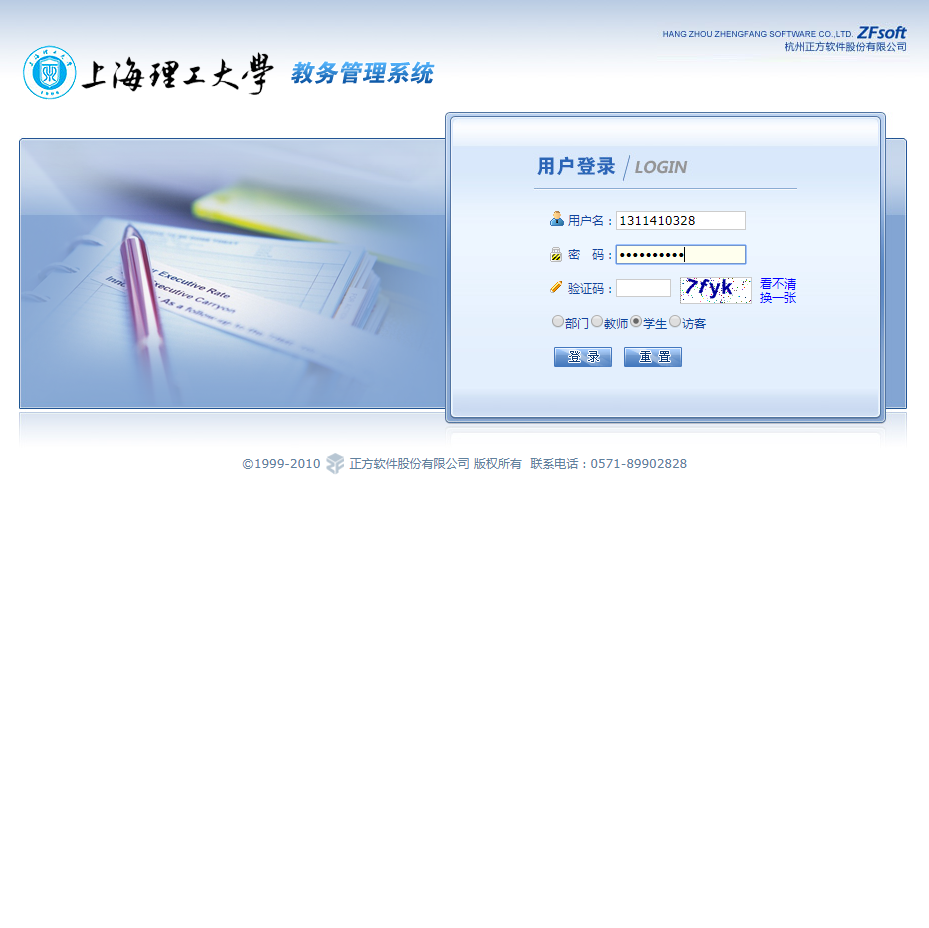 HANG ZHOU ZHENGFANG SOFTWARE CO.,LTD. ZFsoft
杭州正方软件股份有限公司
上海理工大学 教务管理系统
用户登录 / LOGIN
用户名：1311410328
密 码：••••••••••
验证码： 7fyk 看不清
换一张
部门 教师 学生 访客
登 录 重 置
Executive Rate
Executive Carryon
- As a follow-up to
©1999-2010 正方软件股份有限公司 版权所有 联系电话：0571-89902828